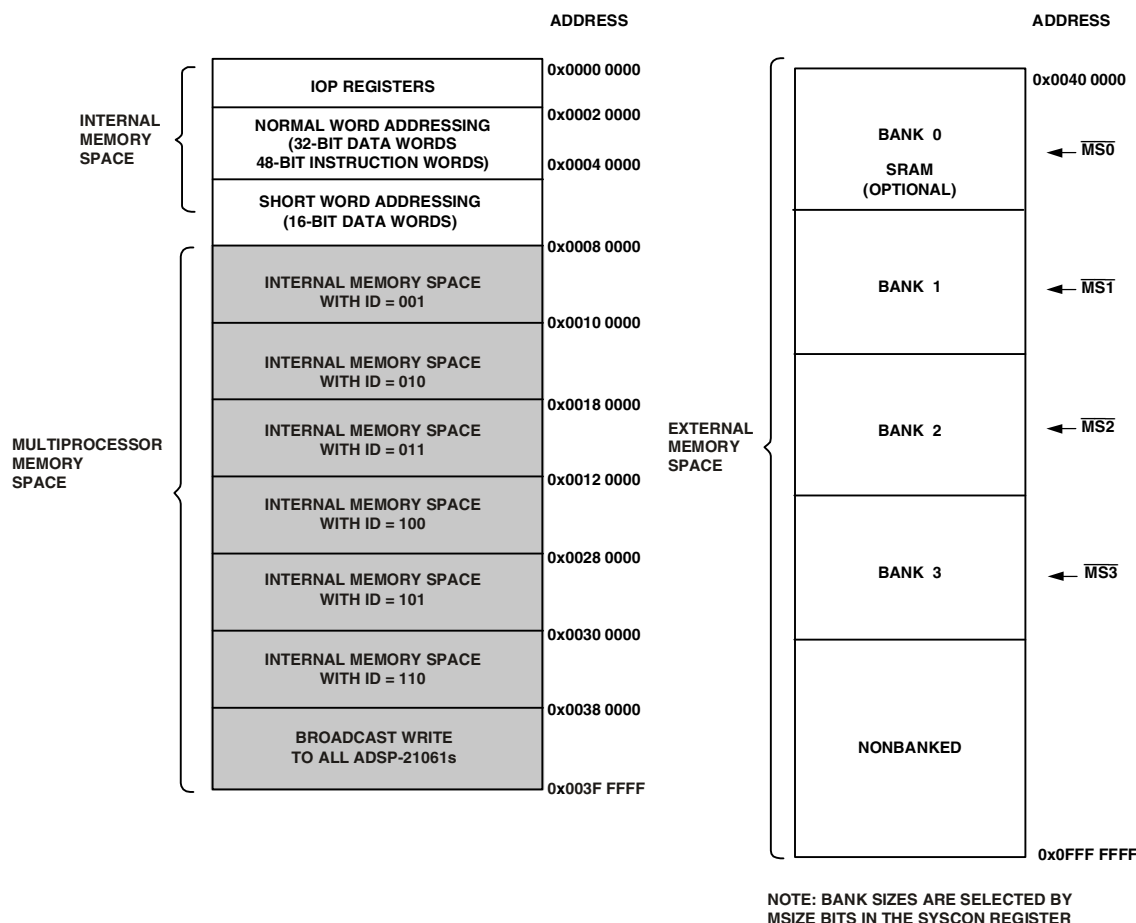 ADDRESS
0x0000 0000
IOP REGISTERS
0x0002 0000
INTERNAL
MEMORY
SPACE
NORMAL WORD ADDRESSING
(32-BIT DATA WORDS
48-BIT INSTRUCTION WORDS)
0x0004 0000
SHORT WORD ADDRESSING
(16-BIT DATA WORDS)
0x0008 0000
INTERNAL MEMORY SPACE
WITH ID = 001
0x0010 0000
INTERNAL MEMORY SPACE
WITH ID = 010
0x0018 0000
MULTIPROCESSOR
MEMORY
SPACE
INTERNAL MEMORY SPACE
WITH ID = 011
0x0012 0000
INTERNAL MEMORY SPACE
WITH ID = 100
0x0028 0000
INTERNAL MEMORY SPACE
WITH ID = 101
0x0030 0000
INTERNAL MEMORY SPACE
WITH ID = 110
0x0038 0000
BROADCAST WRITE
TO ALL ADSP-21061s
0x003F FFFF
ADDRESS
0x0040 0000
BANK 0
SRAM
(OPTIONAL)
MS0
BANK 1
MS1
EXTERNAL
MEMORY
SPACE
BANK 2
MS2
BANK 3
MS3
NONBANKED
0x0FFF FFFF
NOTE: BANK SIZES ARE SELECTED BY
MSIZE BITS IN THE SYSCON REGISTER